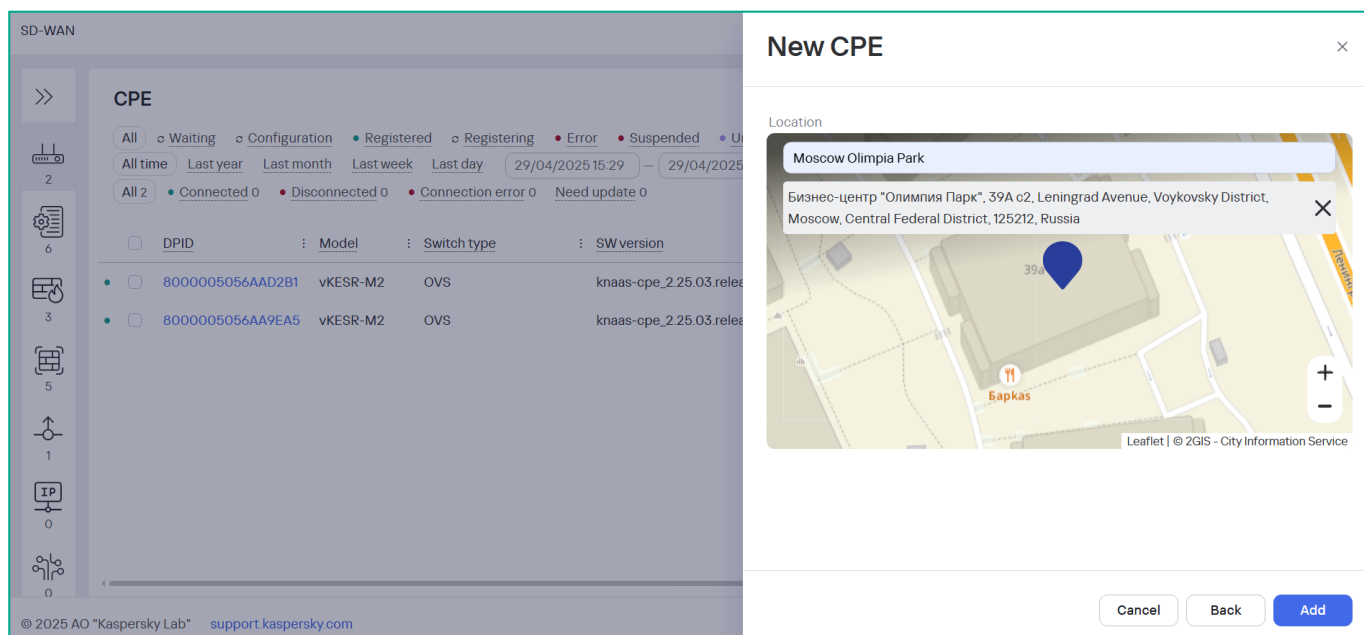 SD-WAN
New CPE
CPE
All Waiting Configuration Registered Registering Error Suspended
All time Last year Last month Last week Last day 29/04/2025 15:29 — 29/04/2025
All 2 Connected 0 Disconnected 0 Connection error 0 Need update 0
DPID Model Switch type SW version
8000005056AAD2B1 vKESR-M2 OVS knaas-cpe_2.25.03.relea
8000005056AA9EA5 vKESR-M2 OVS knaas-cpe_2.25.03.relea
2
6
3
5
1
IP
0
0
© 2025 АО "Kaspersky Lab" support.kaspersky.com
Location
Moscow Olimpia Park
Бизнес-центр "Олимпия Парк", 39А с2, Leningrad Avenue, Voykovsky District,
Moscow, Central Federal District, 125212, Russia
39а
Ленингр
Баркаs
+
−
Leaflet | © 2GIS - City Information Service
Cancel Back Add